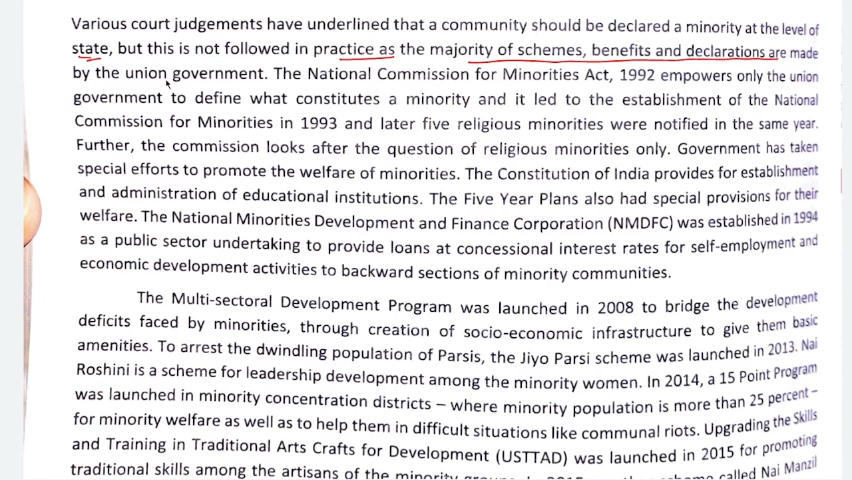 Various court judgements have underlined that a community should be declared a minority at the level of
state, but this is not followed in practice as the majority of schemes, benefits and declarations are made
by the union government. The National Commission for Minorities Act, 1992 empowers only the union
government to define what constitutes a minority and it led to the establishment of the National
Commission for Minorities in 1993 and later five religious minorities were notified in the same year.
Further, the commission looks after the question of religious minorities only. Government has taken
special efforts to promote the welfare of minorities. The Constitution of India provides for establishment
and administration of educational institutions. The Five Year Plans also had special provisions for their
welfare. The National Minorities Development and Finance Corporation (NMDFC) was established in 1994
as a public sector undertaking to provide loans at concessional interest rates for self-employment and
economic development activities to backward sections of minority communities.
The Multi-sectoral Development Program was launched in 2008 to bridge the development
deficits faced by minorities, through creation of socio-economic infrastructure to give them basic
amenities. To arrest the dwindling population of Parsis, the Jiyo Parsi scheme was launched in 2013. Nai
Roshini is a scheme for leadership development among the minority women. In 2014, a 15 Point Program
was launched in minority concentration districts – where minority population is more than 25 percent –
for minority welfare as well as to help them in difficult situations like communal riots. Upgrading the Skills
and Training in Traditional Arts Crafts for Development (USTTAD) was launched in 2015 for promoting
traditional skills among the artisans of the minority called Nai Manzil